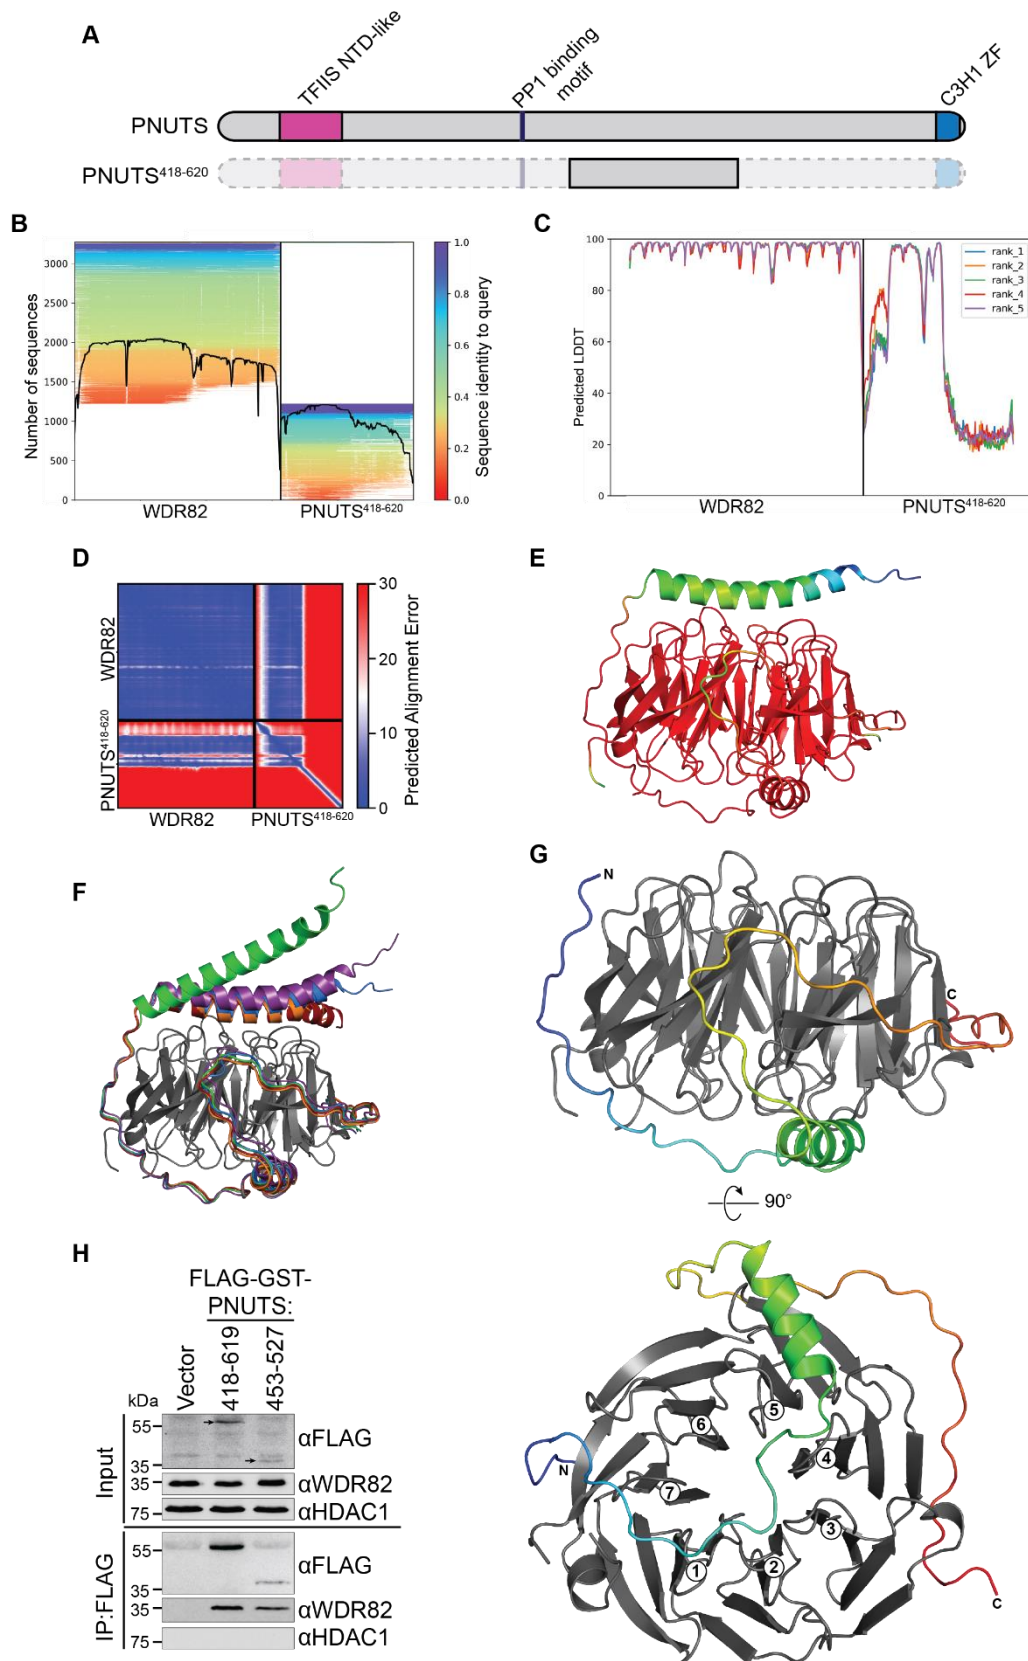 A
TFIIS NTD-like
PP1 binding
motif
C3H1 ZF
PNUTS
PNUTS⁴¹⁸⁻⁶²⁰
B
Number of sequences
3000
2500
2000
1500
1000
500
0
WDR82
PNUTS⁴¹⁸⁻⁶²⁰
1.0
0.8
0.6
0.4
0.2
0.0
Sequence identity to query
C
Predicted LDDT
100
80
60
40
20
0
rank_1
rank_2
rank_3
rank_4
rank_5
WDR82
PNUTS⁴¹⁸⁻⁶²⁰
D
WDR82
PNUTS⁴¹⁸⁻⁶²⁰
WDR82
PNUTS⁴¹⁸⁻⁶²⁰
30
20
10
0
Predicted Alignment Error
E
F
G
N
C
90°
N
C
1
2
3
4
5
6
7
H
FLAG-GST-
PNUTS:
Vector
418-619
453-527
kDa
Input
55
35
αFLAG
35
αWDR82
75
αHDAC1
IP:FLAG
55
35
αFLAG
35
αWDR82
75
αHDAC1